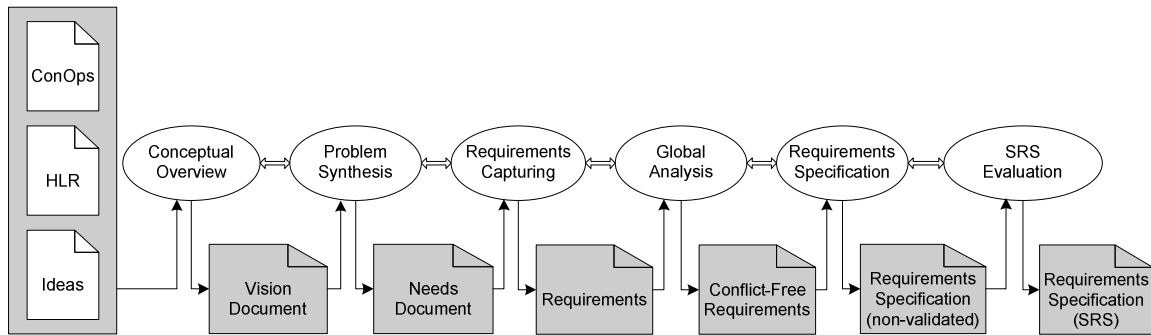 ConOps
HLR
Ideas
Conceptual
Overview
Problem
Synthesis
Requirements
Capturing
Global
Analysis
Requirements
Specification
SRS
Evaluation
Vision
Document
Needs
Document
Requirements
Conflict-Free
Requirements
Requirements
Specification
(non-validated)
Requirements
Specification
(SRS)